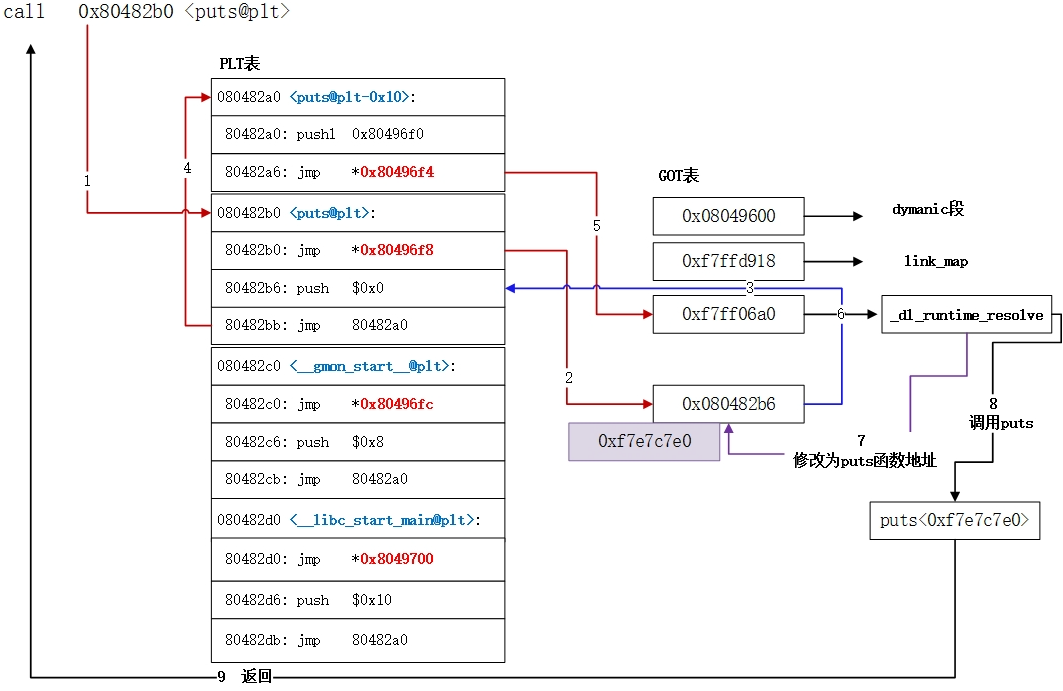 call 0x80482b0 <puts@plt>
PLT表
080482a0 <puts@plt-0x10>:
80482a0: pushl 0x80496f0
80482a6: jmp *0x80496f4
080482b0 <puts@plt>:
80482b0: jmp *0x80496f8
80482b6: push $0x0
80482bb: jmp 80482a0
080482c0 <__gmon_start__@plt>:
80482c0: jmp *0x80496fc
80482c6: push $0x8
80482cb: jmp 80482a0
080482d0 <__libc_start_main@plt>:
80482d0: jmp *0x8049700
80482d6: push $0x10
80482db: jmp 80482a0
1
4
5
2
GOT表
0x08049600
dymanic段
0xf7ffd918
link_map
3
0xf7ff06a0
6
_dl_runtime_resolve
0x080482b6
0xf7e7c7e0
7
修改为puts函数地址
8
调用puts
puts<0xf7e7c7e0>
9 返回